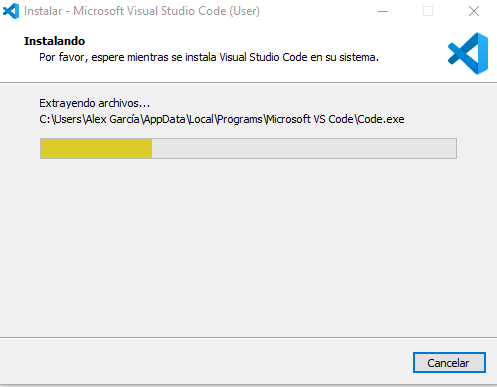 Instalar - Microsoft Visual Studio Code (User)
Instalando
Por favor, espere mientras se instala Visual Studio Code en su sistema.
Extrayendo archivos...
C:\Users\Alex García\AppData\Local\Programs\Microsoft VS Code\Code.exe
Cancelar